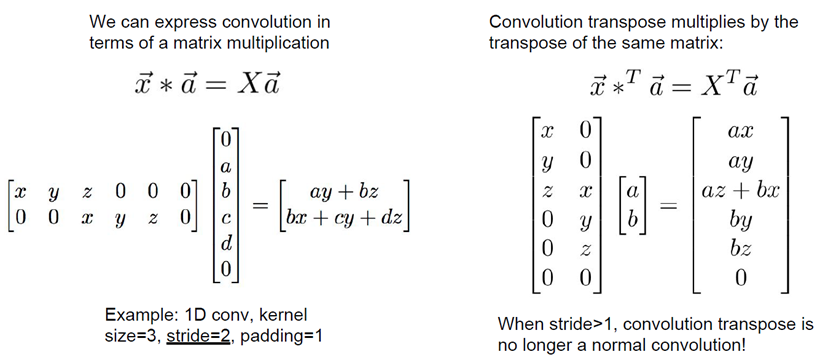 We can express convolution in
terms of a matrix multiplication
x⃗ ∗ a⃗ = Xa⃗
[x y z 0 0 0] [0] = [ay + bz]
[0 0 x y z 0] [a] [bx + cy + dz]
[b]
[c]
[d]
[0]
Example: 1D conv, kernel
size=3, stride=2, padding=1
Convolution transpose multiplies by the
transpose of the same matrix:
x⃗ ∗ᵀ a⃗ = Xᵀa⃗
[x 0] [a] = [ax]
[y 0] [b] [ay]
[z x] [az + bx]
[0 y] [by]
[0 z] [bz]
[0 0] [0]
When stride>1, convolution transpose is
no longer a normal convolution!